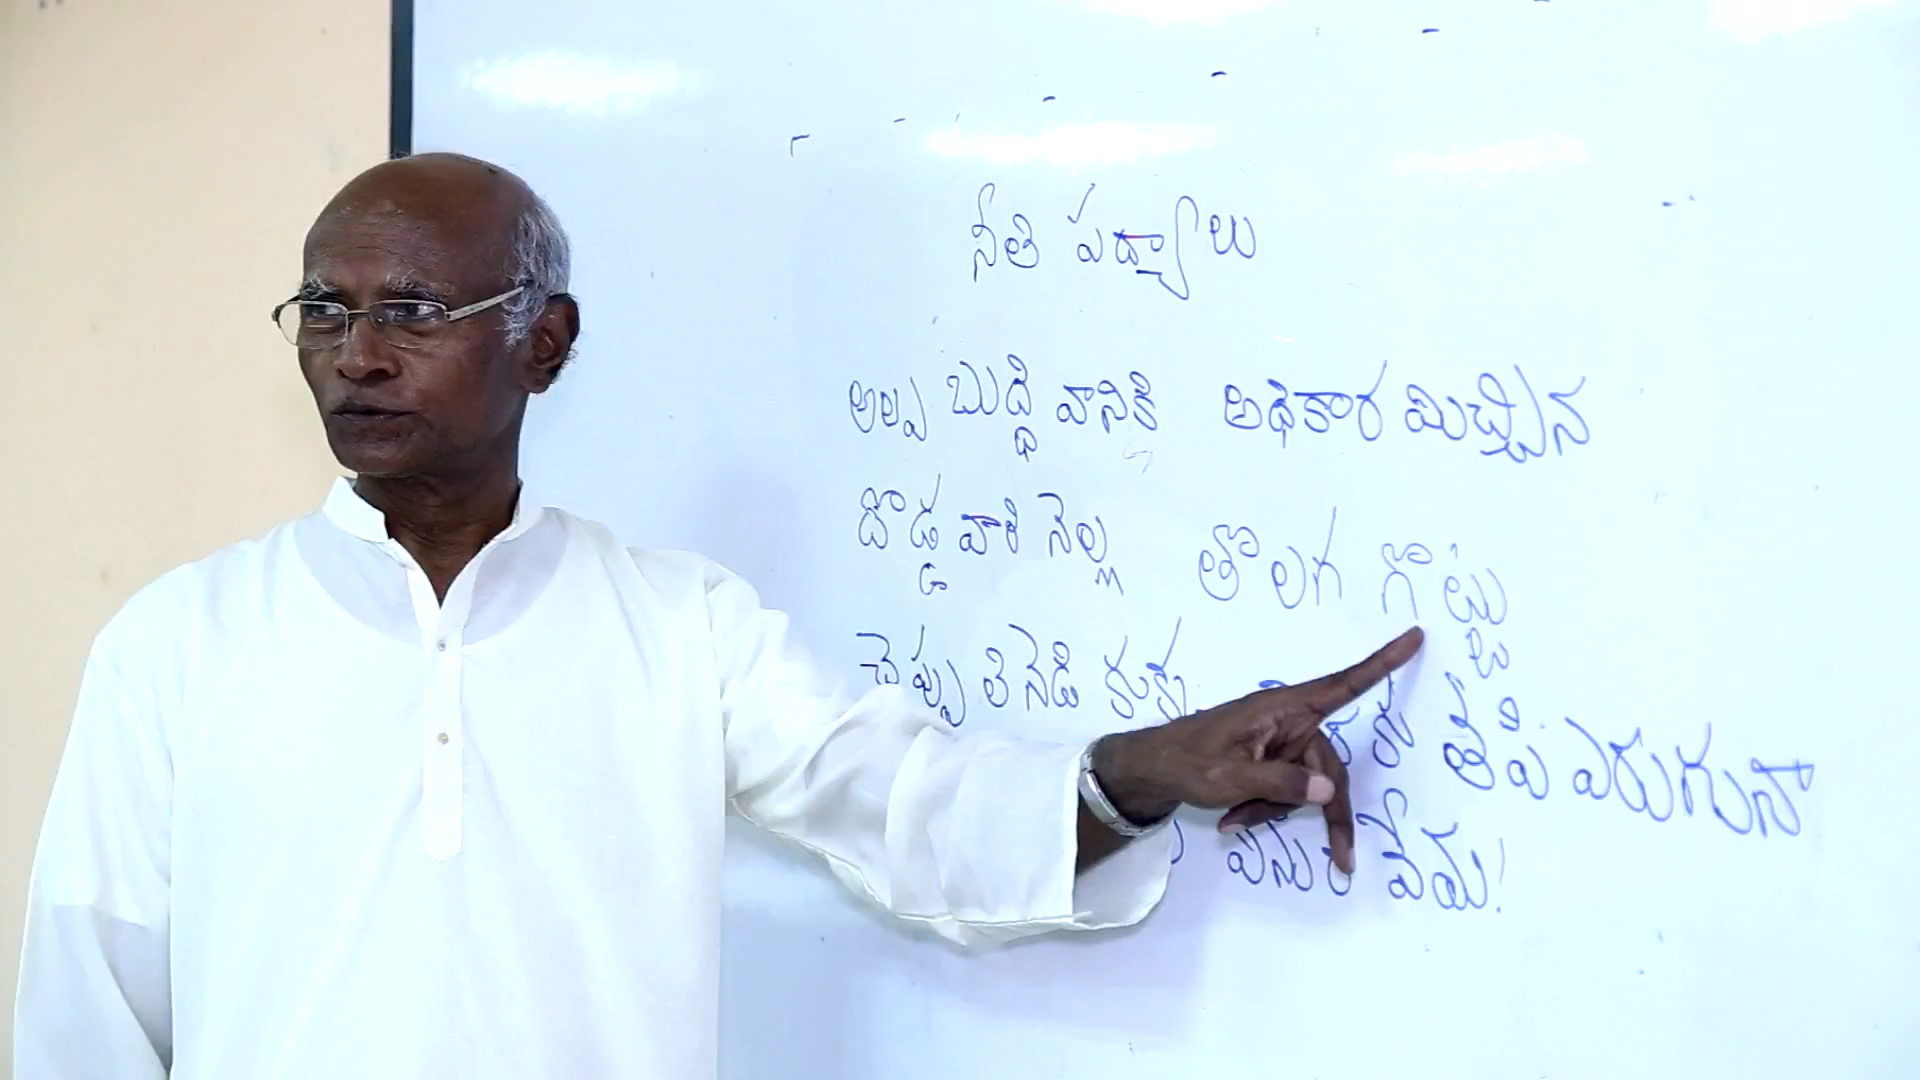 నీతి పద్యాలు
అల్ప బుద్ధి వానికి అధికార మిచ్చిన
దొడ్డ వారి నెల్ల తొలగ గొట్టు
చెప్పు తినెడి కుక్క తీపి ఎరుగునా
వినుర వేమ!